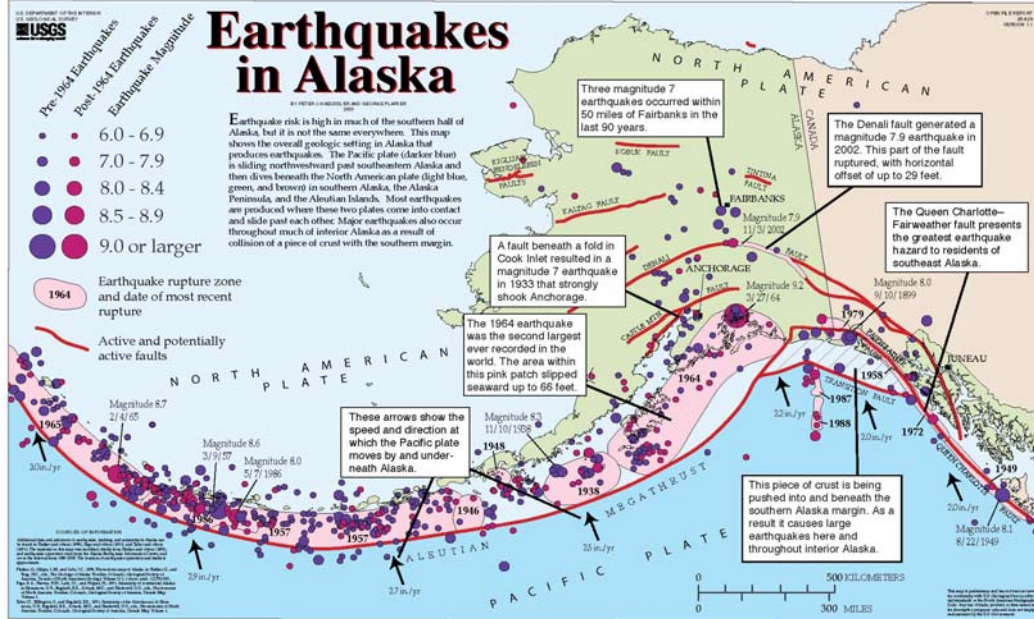 U.S. DEPARTMENT OF THE INTERIOR
U.S. GEOLOGICAL SURVEY
USGS
OPEN FILE REPORT
Earthquakes
in Alaska
BY PETER J. HAEUSSLER AND GEORGE PLAFKER
Earthquake risk is high in much of the southern half of
Alaska, but it is not the same everywhere. This map
shows the overall geologic setting in Alaska that
produces earthquakes. The Pacific plate (darker blue)
is sliding northwestward past southeastern Alaska and
then dives beneath the North American plate (light blue,
green, and brown) in southern Alaska, the Alaska
Peninsula, and the Aleutian Islands. Most earthquakes
are produced where these two plates come into contact
and slide past each other. Major earthquakes also occur
throughout much of interior Alaska as a result of
collision of a piece of crust with the southern margin.
Pre-1964 Earthquakes
Post-1964 Earthquakes
Earthquake Magnitude
6.0 - 6.9
7.0 - 7.9
8.0 - 8.4
8.5 - 8.9
9.0 or larger
1964
Earthquake rupture zone
and date of most recent
rupture
Active and potentially
active faults
NORTH AMERICAN
PLATE
Three magnitude 7
earthquakes occurred within
50 miles of Fairbanks in the
last 90 years.
ALASKA
CANADA
The Denali fault generated a
magnitude 7.9 earthquake in
2002. This part of the fault
ruptured, with horizontal
offset of up to 29 feet.
KOBUK FAULT
FAULTS
KALTAG FAULT
TINTINA
FAULT
FAIRBANKS
Magnitude 7.9
11/3/2002
The Queen Charlotte–
Fairweather fault presents
the greatest earthquake
hazard to residents of
southeast Alaska.
A fault beneath a fold in
Cook Inlet resulted in a
magnitude 7 earthquake
in 1933 that strongly
shook Anchorage.
DENALI
FAULT
ANCHORAGE
Magnitude 9.2
3/27/64
CASTLE MTN
FAULT
Magnitude 8.0
9/10/1899
1979
FAIRWEATHER
JUNEAU
The 1964 earthquake
was the second largest
ever recorded in the
world. The area within
this pink patch slipped
seaward up to 66 feet.
1964
1958
TRANSITION FAULT
1987
1988
2.2 in./yr
2.0 in./yr
1972
QUEEN CHARLOTTE
FAULT
1949
2.0 in./yr
Magnitude 8.1
8/22/1949
NORTH AMERICAN
PLATE
These arrows show the
speed and direction at
which the Pacific plate
moves by and under-
neath Alaska.
Magnitude 8.3
11/10/1938
1948
1938
Magnitude 8.7
2/4/65
1965
3.0 in./yr
Magnitude 8.6
3/9/57
Magnitude 8.0
5/7/1986
1986
1957
1957
1946
2.9 in./yr
2.7 in./yr
2.5 in./yr
ALEUTIAN
MEGATHRUST
PACIFIC PLATE
This piece of crust is being
pushed into and beneath the
southern Alaska margin. As a
result it causes large
earthquakes here and
throughout interior Alaska.
0 500 KILOMETERS
0 300 MILES
SOURCES OF INFORMATION